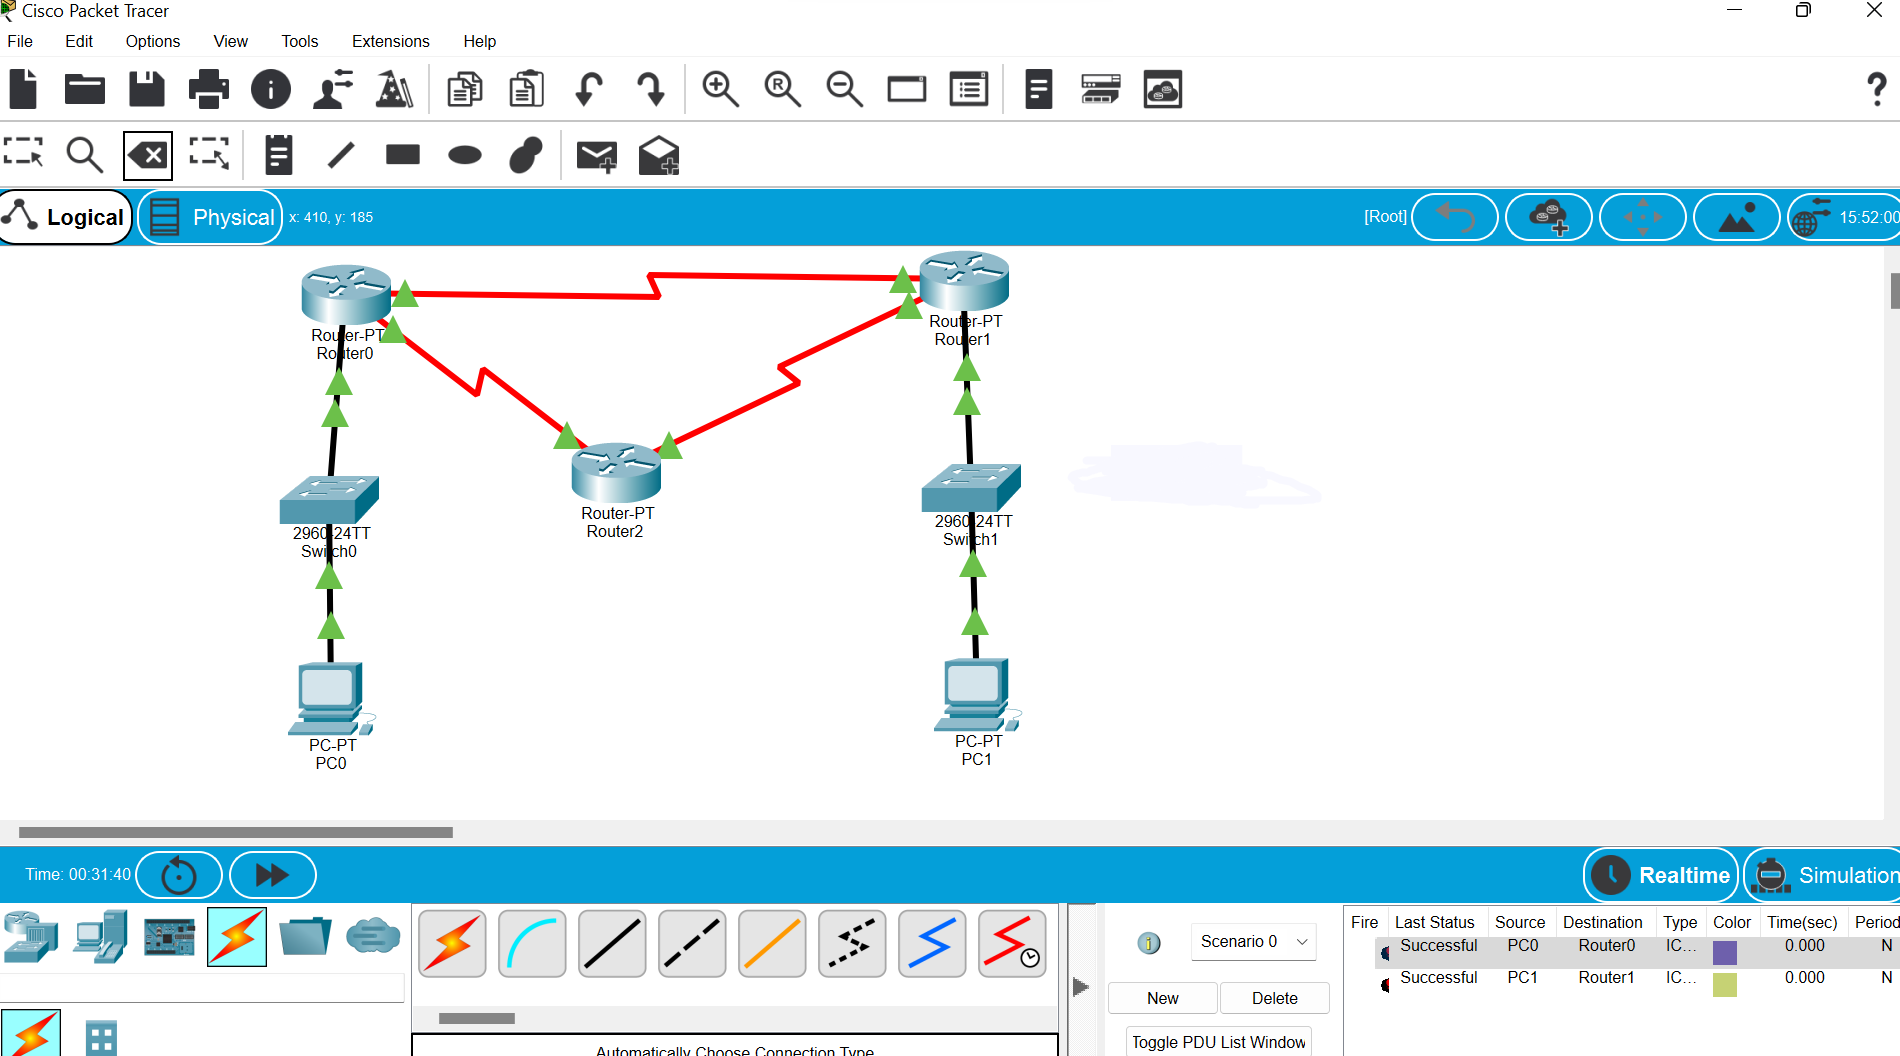 Cisco Packet Tracer
File Edit Options View Tools Extensions Help
Logical Physical x: 410, y: 185 [Root] 15:52:00
Router-PT
Router0
Router-PT
Router1
Router-PT
Router2
2960-24TT
Switch0
2960-24TT
Switch1
PC-PT
PC0
PC-PT
PC1
Time: 00:31:40 Realtime Simulation
Scenario 0
New Delete
Toggle PDU List Window
Automatically Choose Connection Type
Fire Last Status Source Destination Type Color Time(sec) Period
Successful PC0 Router0 IC... 0.000 N
Successful PC1 Router1 IC... 0.000 N